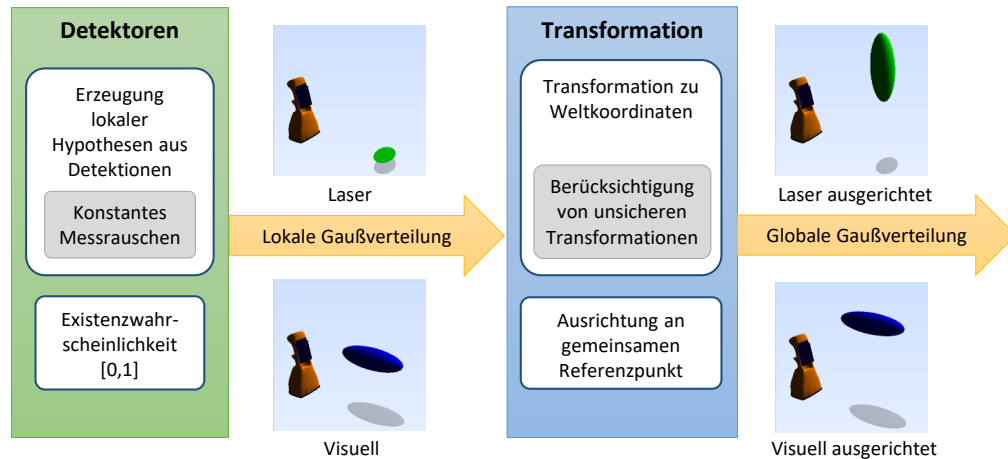 Detektoren
Erzeugung
lokaler
Hypothesen aus
Detektionen
Konstantes
Messrauschen
Existenzwahr-
scheinlichkeit
[0,1]
Laser
Lokale Gaußverteilung
Visuell
Transformation
Transformation zu
Weltkoordinaten
Berücksichtigung
von unsicheren
Transformationen
Ausrichtung an
gemeinsamen
Referenzpunkt
Laser ausgerichtet
Globale Gaußverteilung
Visuell ausgerichtet